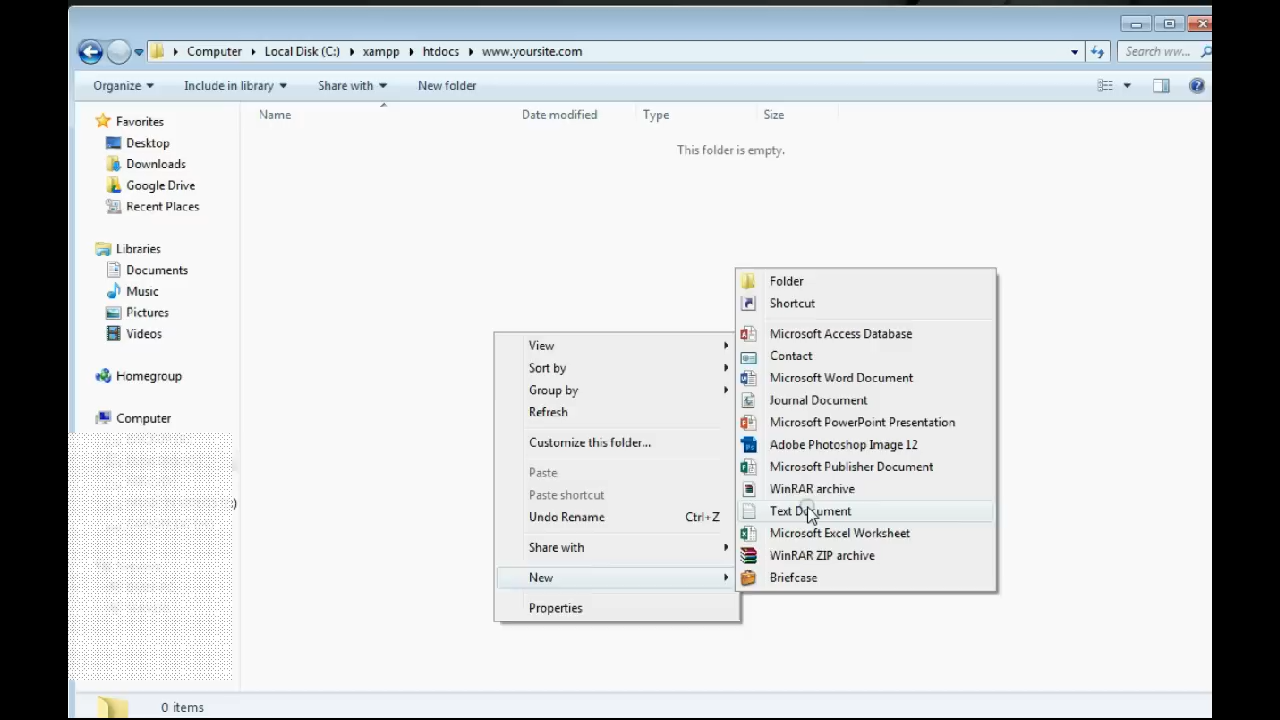 Computer Local Disk (C:) xampp htdocs www.yoursite.com Search ww...
Organize Include in library Share with New folder
Name Date modified Type Size
This folder is empty.
Favorites
Desktop
Downloads
Google Drive
Recent Places
Libraries
Documents
Music
Pictures
Videos
Homegroup
Computer
:)
View
Sort by
Group by
Refresh
Customize this folder...
Paste
Paste shortcut
Undo Rename Ctrl+Z
Share with
New
Properties
Folder
Shortcut
Microsoft Access Database
Contact
Microsoft Word Document
Journal Document
Microsoft PowerPoint Presentation
Adobe Photoshop Image 12
Microsoft Publisher Document
WinRAR archive
Text Document
Microsoft Excel Worksheet
WinRAR ZIP archive
Briefcase
0 items